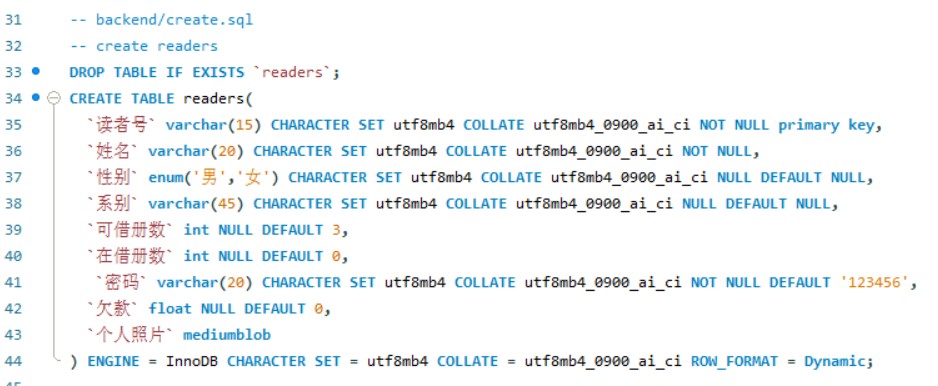 31 -- backend/create.sql
32 -- create readers
33 DROP TABLE IF EXISTS `readers`;
34 CREATE TABLE readers(
35 `读者号` varchar(15) CHARACTER SET utf8mb4 COLLATE utf8mb4_0900_ai_ci NOT NULL primary key,
36 `姓名` varchar(20) CHARACTER SET utf8mb4 COLLATE utf8mb4_0900_ai_ci NOT NULL,
37 `性别` enum('男','女') CHARACTER SET utf8mb4 COLLATE utf8mb4_0900_ai_ci NULL DEFAULT NULL,
38 `系别` varchar(45) CHARACTER SET utf8mb4 COLLATE utf8mb4_0900_ai_ci NULL DEFAULT NULL,
39 `可借册数` int NULL DEFAULT 3,
40 `在借册数` int NULL DEFAULT 0,
41 `密码` varchar(20) CHARACTER SET utf8mb4 COLLATE utf8mb4_0900_ai_ci NOT NULL DEFAULT '123456',
42 `欠款` float NULL DEFAULT 0,
43 `个人照片` mediumblob
44 ) ENGINE = InnoDB CHARACTER SET = utf8mb4 COLLATE = utf8mb4_0900_ai_ci ROW_FORMAT = Dynamic;